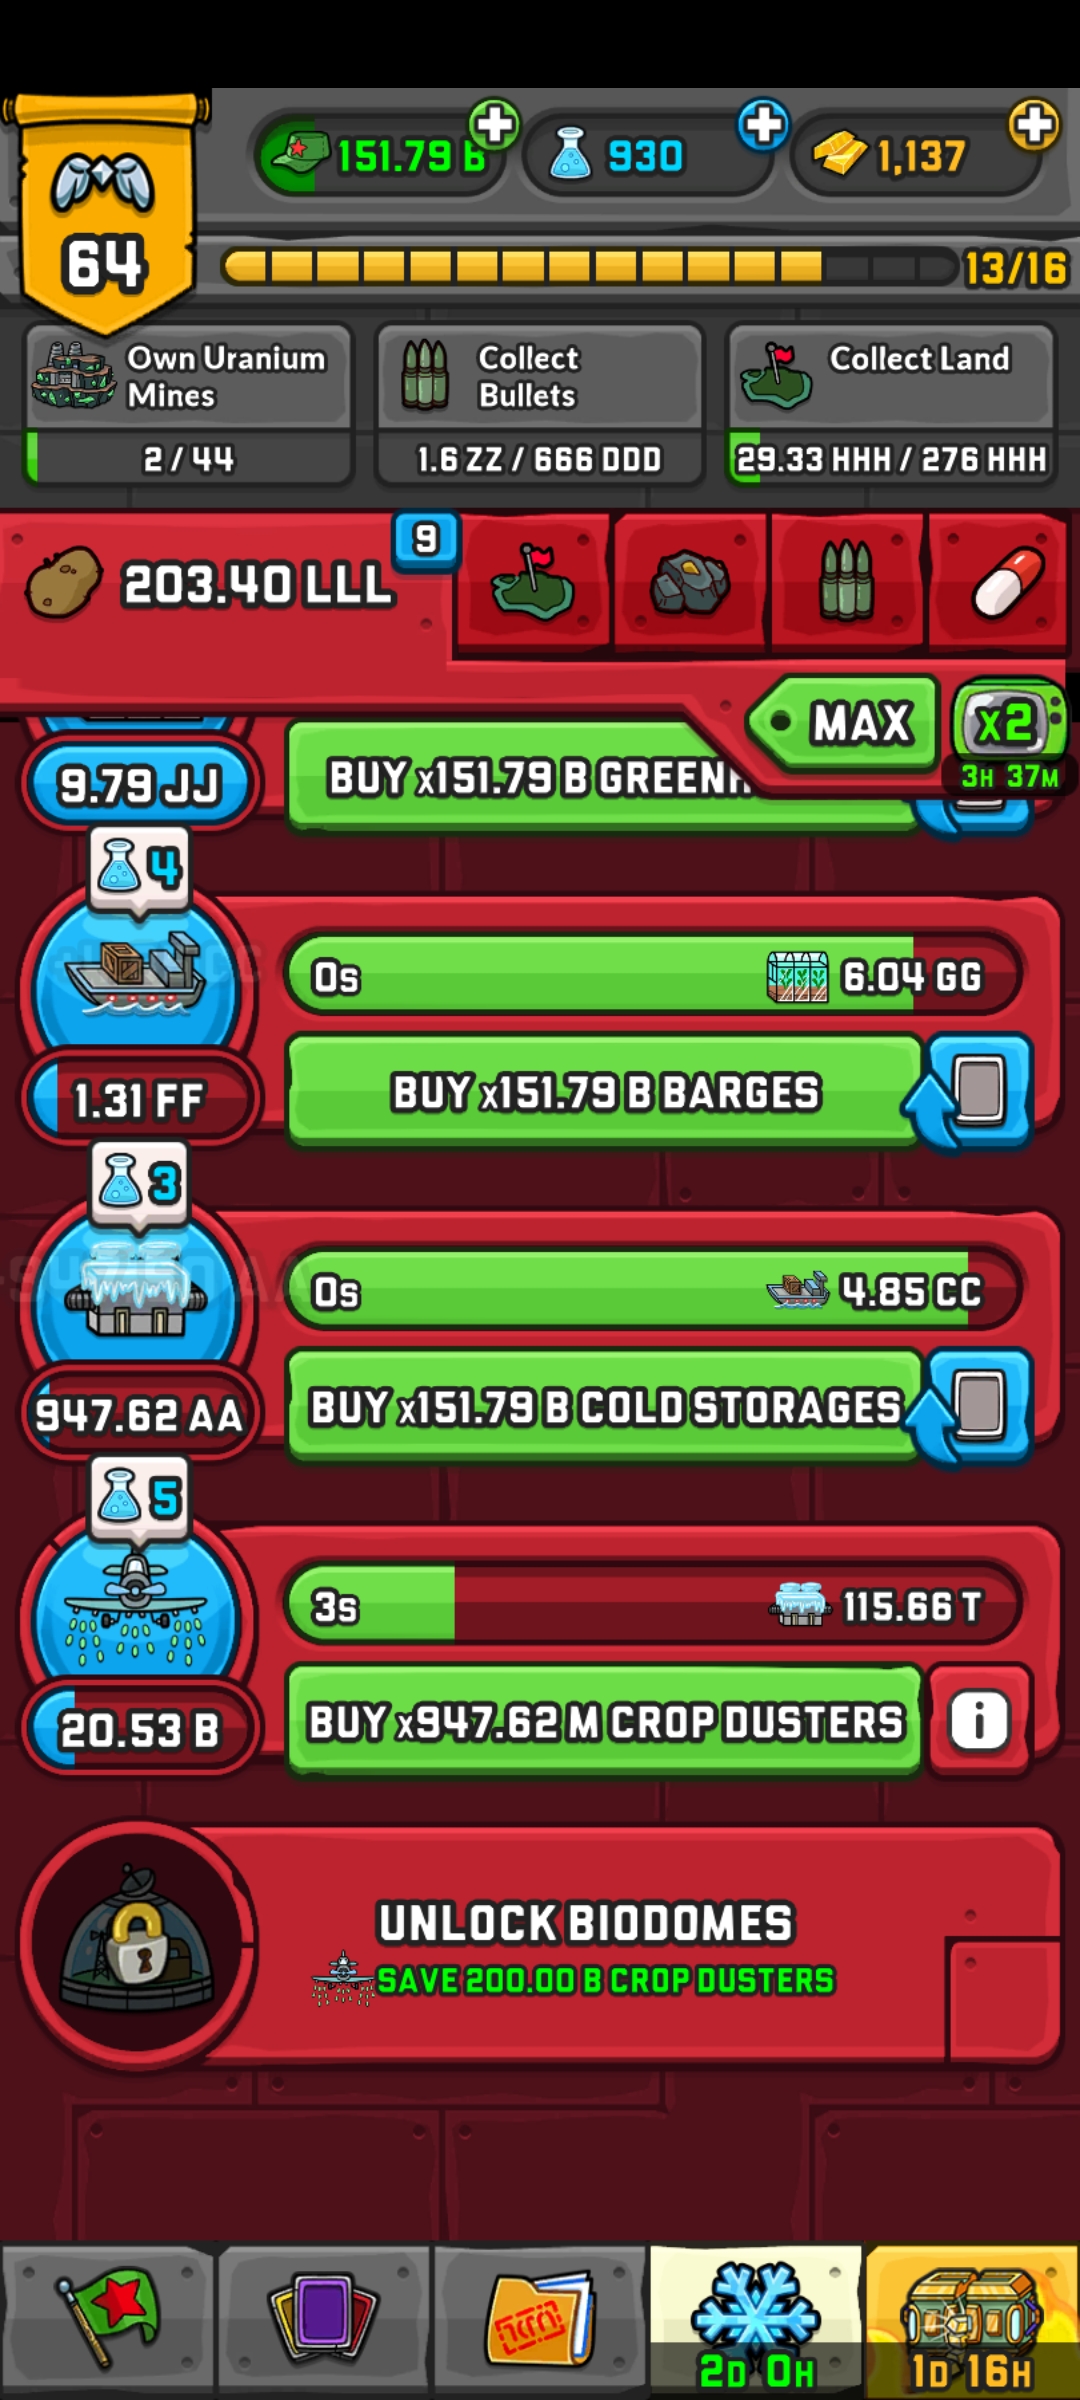 151.79 B
930
1,137
64
13/16
Own Uranium
Mines
2 / 44
Collect
Bullets
1.6 ZZ / 666 DDD
Collect Land
29.33 HHH / 276 HHH
203.40 LLL
9
MAX
x2
3H 37M
9.79 JJ
BUY x151.79 B
4
0s
6.04 GG
1.31 FF
BUY x151.79 B BARGES
3
0s
4.85 CC
947.62 AA
BUY x151.79 B COLD STORAGES
5
3s
115.66 T
20.53 B
BUY x947.62 M CROP DUSTERS
i
UNLOCK BIODOMES
SAVE 200.00 B CROP DUSTERS
2D 0H
1D 16H